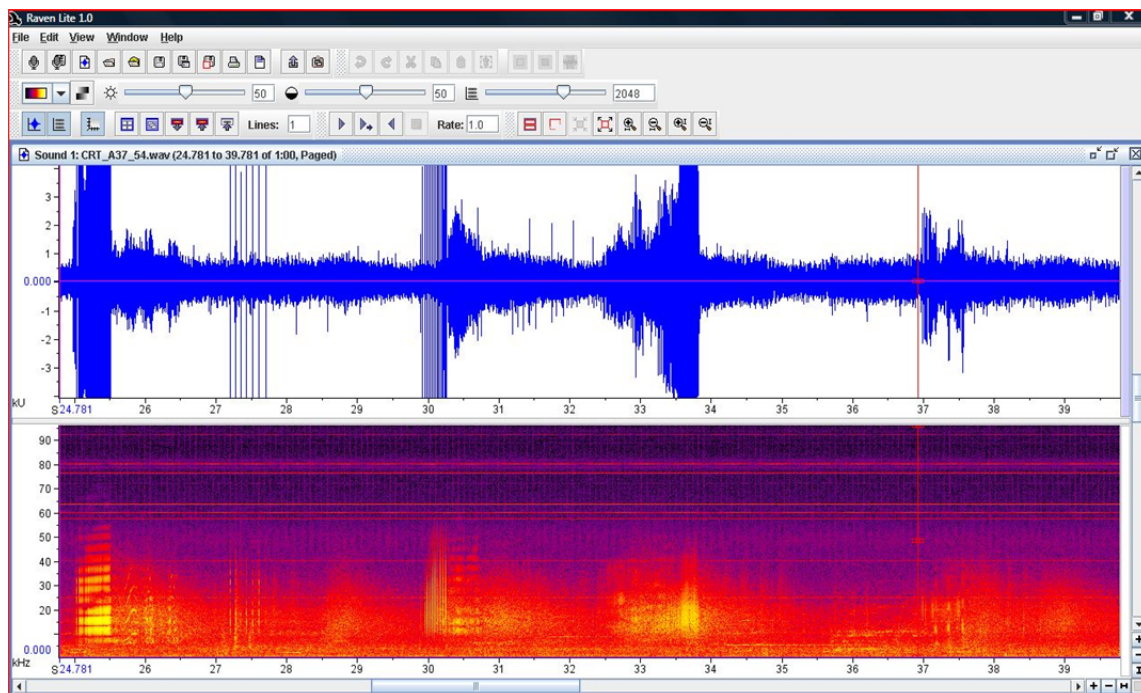 Raven Lite 1.0
File Edit View Window Help
50 50 2048
Lines: 1 Rate: 1.0
Sound 1: CRT_A37_54.wav (24.781 to 39.781 of 1:00, Paged)
3
2
1
0.000
-1
-2
-3
kU
S 24.781 26 27 28 29 30 31 32 33 34 35 36 37 38 39
90
80
70
60
50
40
30
20
0.000
kHz
S 24.781 26 27 28 29 30 31 32 33 34 35 36 37 38 39